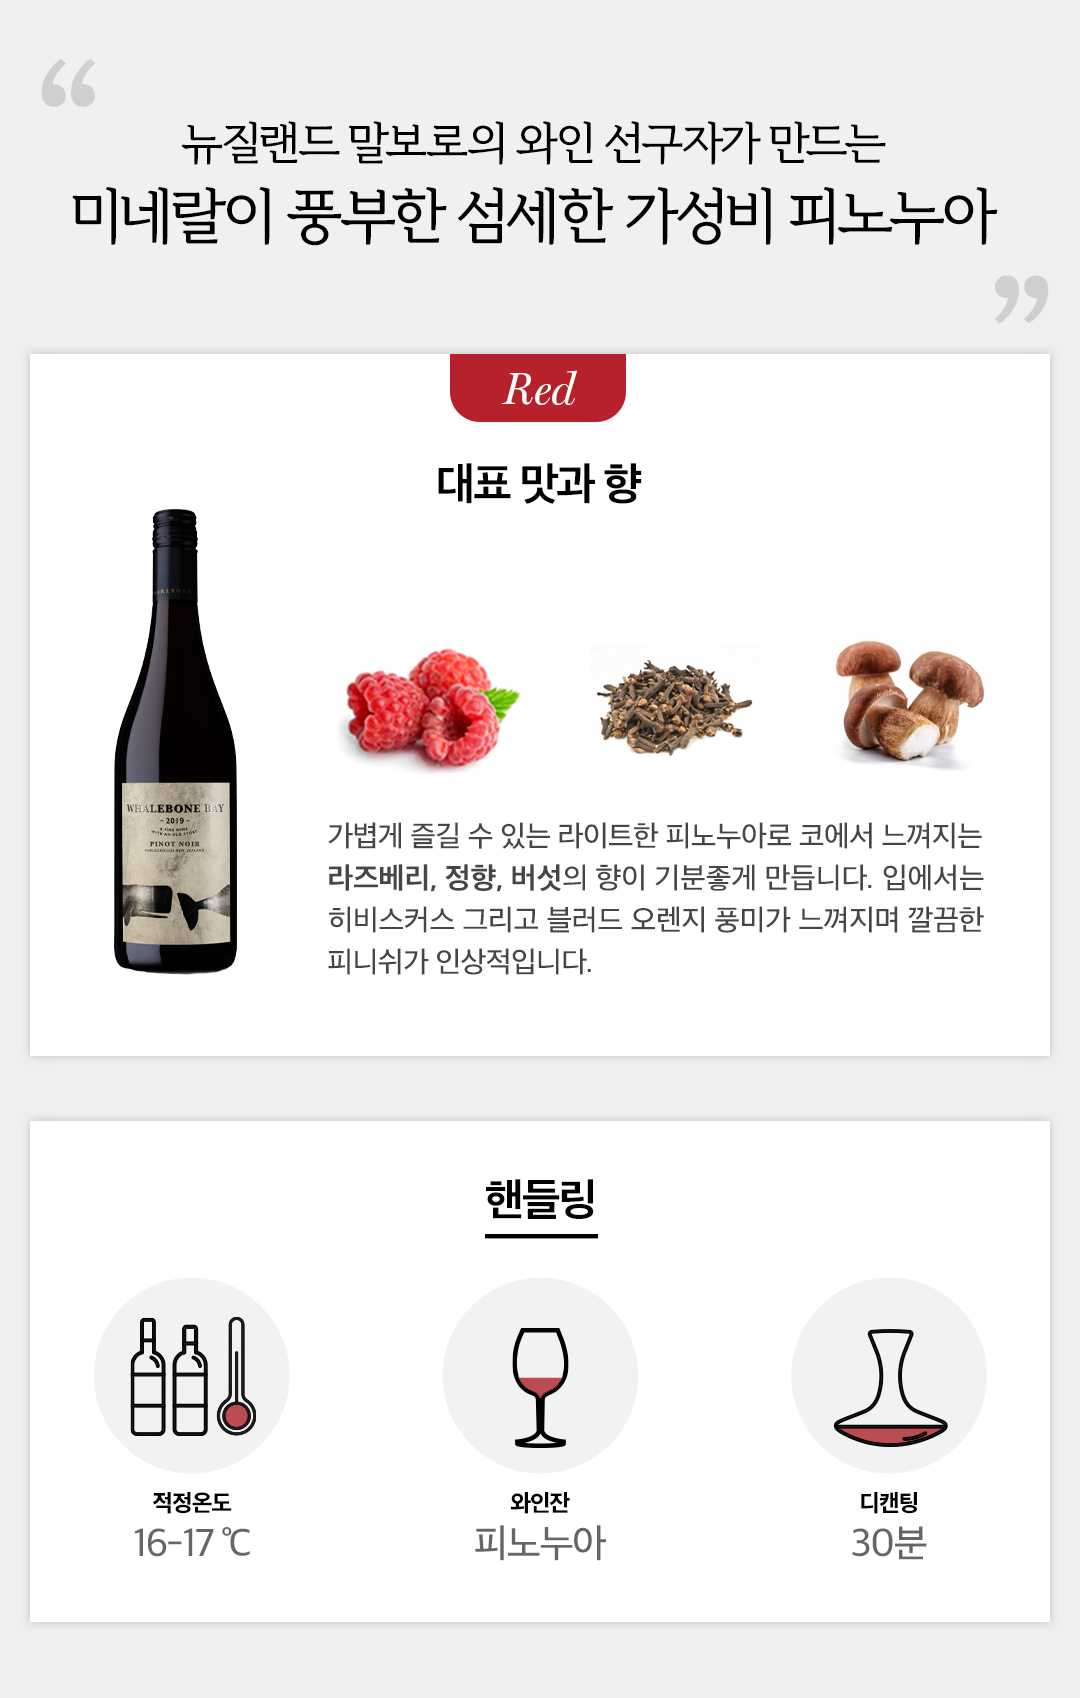 “
뉴질랜드 말보로의 와인 선구자가 만드는
미네랄이 풍부한 섬세한 가성비 피노누아
”
Red
대표 맛과 향
WHALEBONE BAY
- 2019 -
A FINE WINE
WITH AN OLD STORY
PINOT NOIR
MARLBOROUGH NEW ZEALAND
가볍게 즐길 수 있는 라이트한 피노누아로 코에서 느껴지는
라즈베리, 정향, 버섯의 향이 기분좋게 만듭니다. 입에서는
히비스커스 그리고 블러드 오렌지 풍미가 느껴지며 깔끔한
피니쉬가 인상적입니다.
핸들링
적정온도
16-17 ℃
와인잔
피노누아
디캔팅
30분